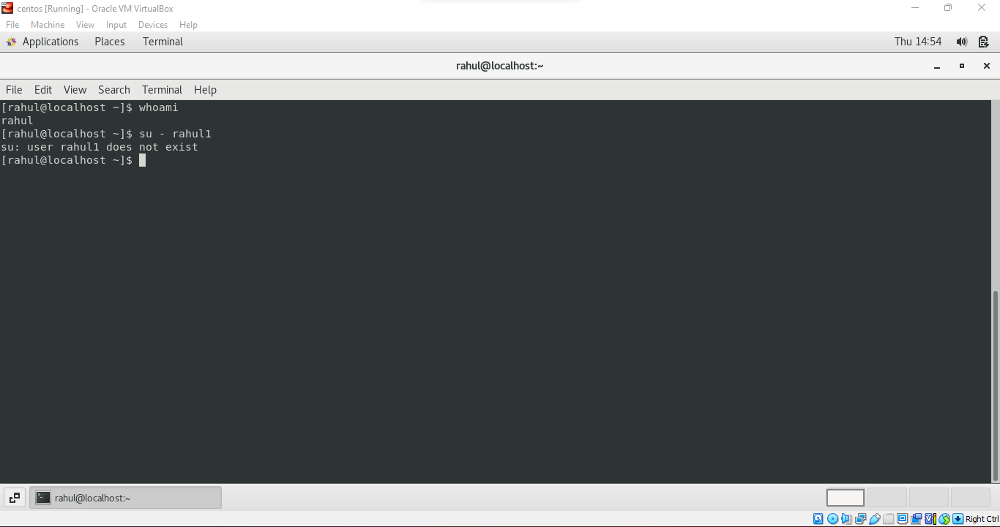 centos [Running] - Oracle VM VirtualBox
File Machine View Input Devices Help
Applications Places Terminal Thu 14:54
rahul@localhost:~
File Edit View Search Terminal Help
[rahul@localhost ~]$ whoami
rahul
[rahul@localhost ~]$ su - rahul1
su: user rahul1 does not exist
[rahul@localhost ~]$
rahul@localhost:~
Right Ctrl